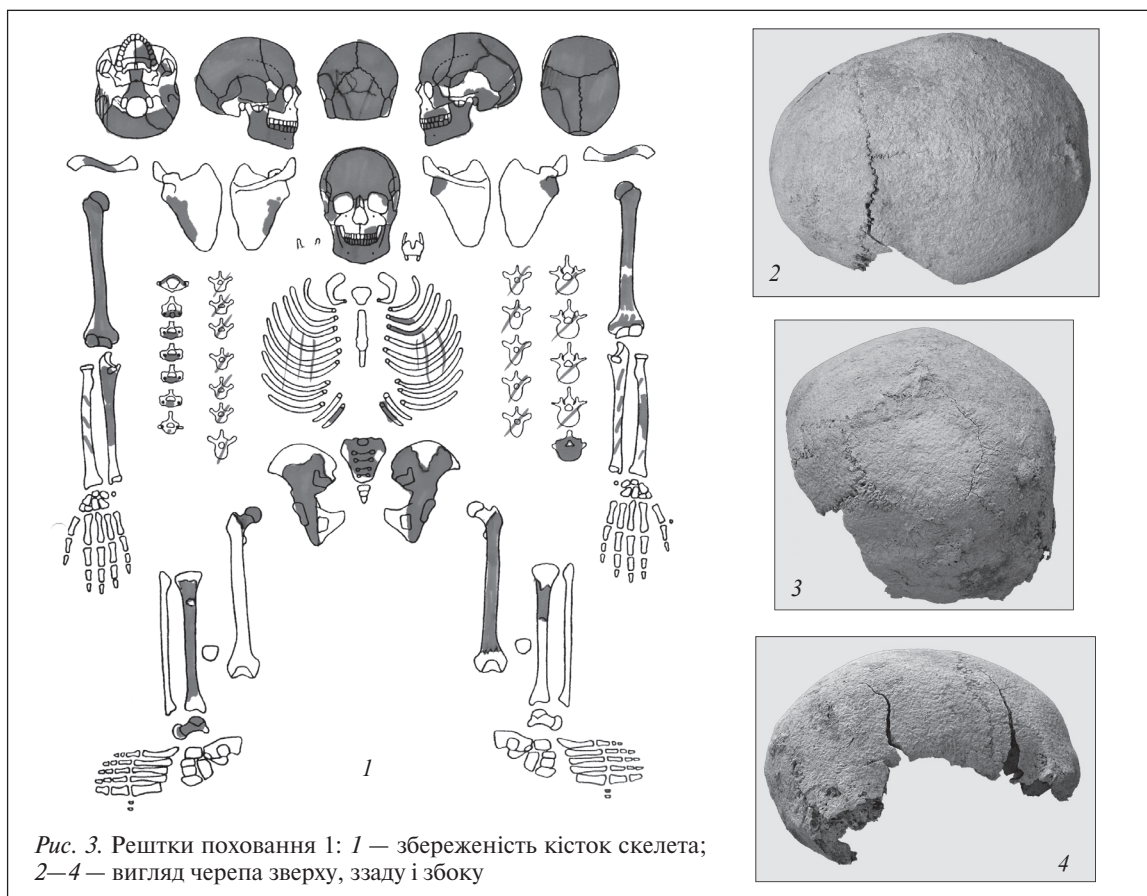 2
3
1
4
Рис. 3. Рештки поховання 1: 1 — збереженість кісток скелета;
2—4 — вигляд черепа зверху, ззаду і збоку